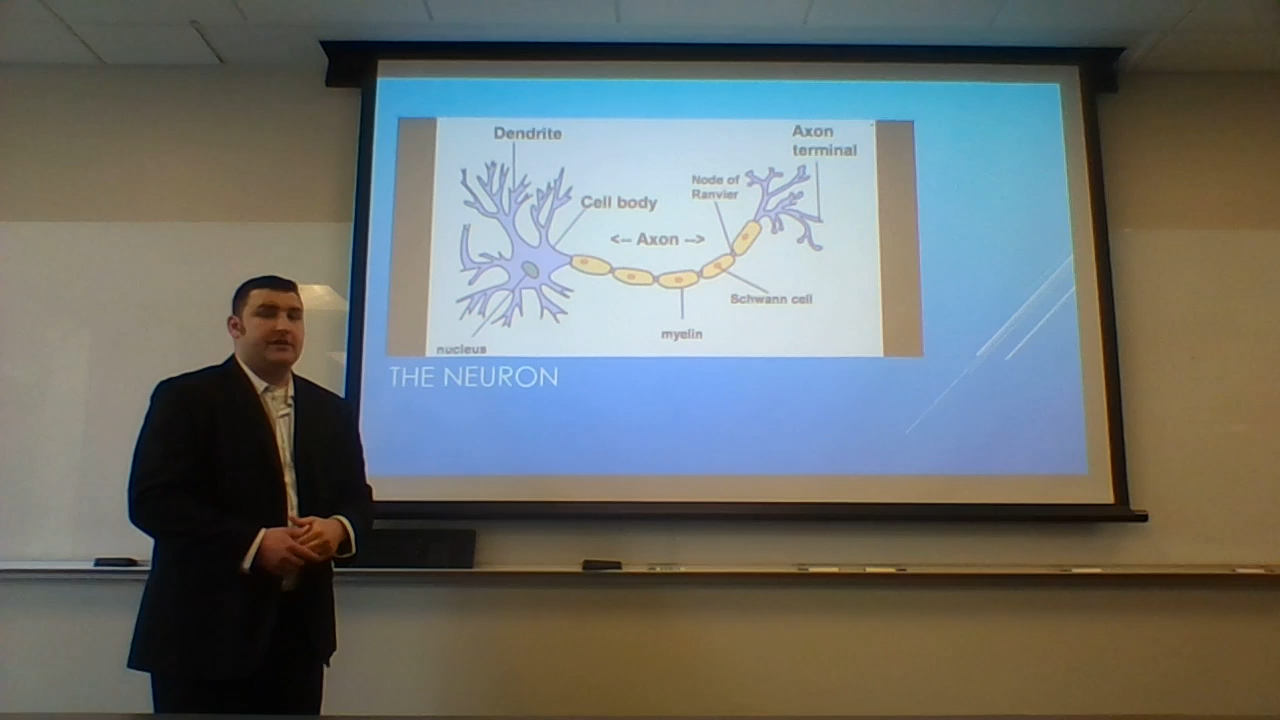 Dendrite
Axon
terminal
Node of
Ranvier
Cell body
<-- Axon -->
Schwann cell
myelin
nucleus
THE NEURON